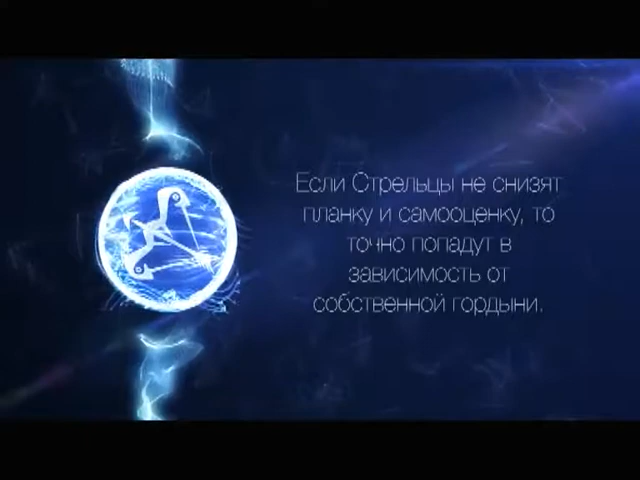 Если Стрельцы не снизят
планку и самооценку, то
точно попадут в
зависимость от
собственной гордыни.